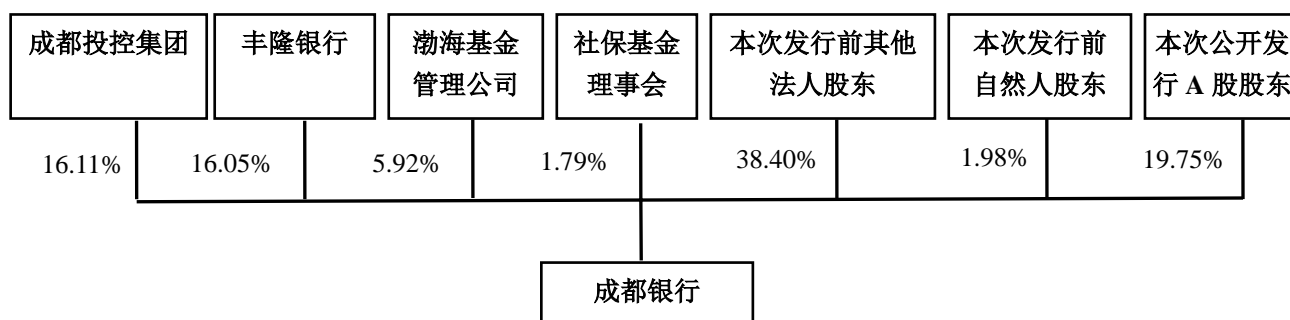 成都投控集团
丰隆银行
渤海基金
管理公司
社保基金
理事会
本次发行前其他
法人股东
本次发行前
自然人股东
本次公开发
行 A 股股东
16.11%
16.05%
5.92%
1.79%
38.40%
1.98%
19.75%
成都银行